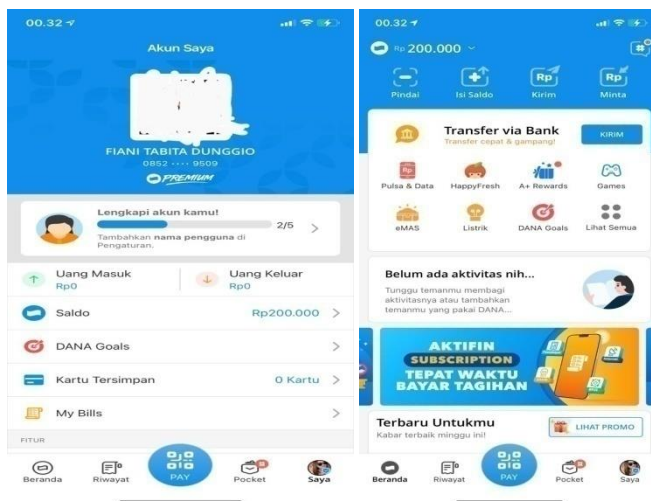 00.32
Akun Saya
FIANI TABITA DUNGGIO
0852 ···· 9509
PREMIUM
Lengkapi akun kamu!
2/5
Tambahkan nama pengguna di
Pengaturan.
Uang Masuk
Rp0
Uang Keluar
Rp0
Saldo
Rp200.000
DANA Goals
Kartu Tersimpan
0 Kartu
My Bills
FITUR
Beranda
Riwayat
PAY
Pocket
Saya
00.32
Rp 200.000
Pindai
Isi Saldo
Rp
Kirim
Rp
Minta
Transfer via Bank
Transfer cepat & gampang!
KIRIM
Rp
Pulsa & Data
HappyFresh
A+ Rewards
Games
eMAS
Listrik
DANA Goals
Lihat Semua
Belum ada aktivitas nih...
Tunggu temanmu membagi
aktivitasnya atau tambahkan
temanmu yang pakai DANA...
AKTIFIN
SUBSCRIPTION
TEPAT WAKTU
BAYAR TAGIHAN
Terbaru Untukmu
Kabar terbaik minggu ini!
LIHAT PROMO
Beranda
Riwayat
PAY
Pocket
Saya